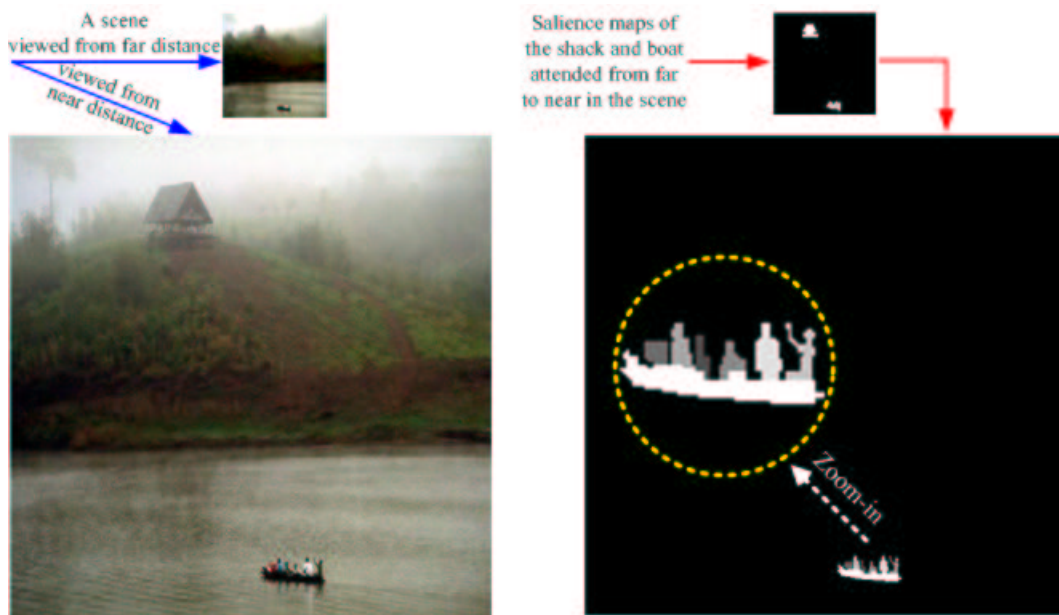 A scene
viewed from far distance
viewed from
near distance
Salience maps of
the shack and boat
attended from far
to near in the scene
Zoom-in